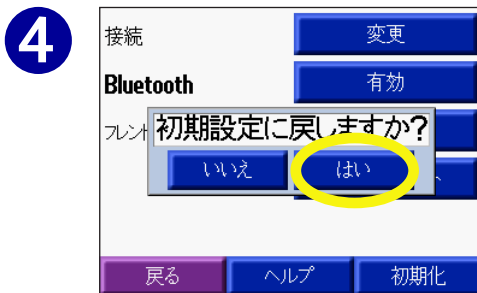 4
接続 変更
Bluetooth 有効
フレンド
初期設定に戻しますか?
いいえ はい
戻る ヘルプ 初期化